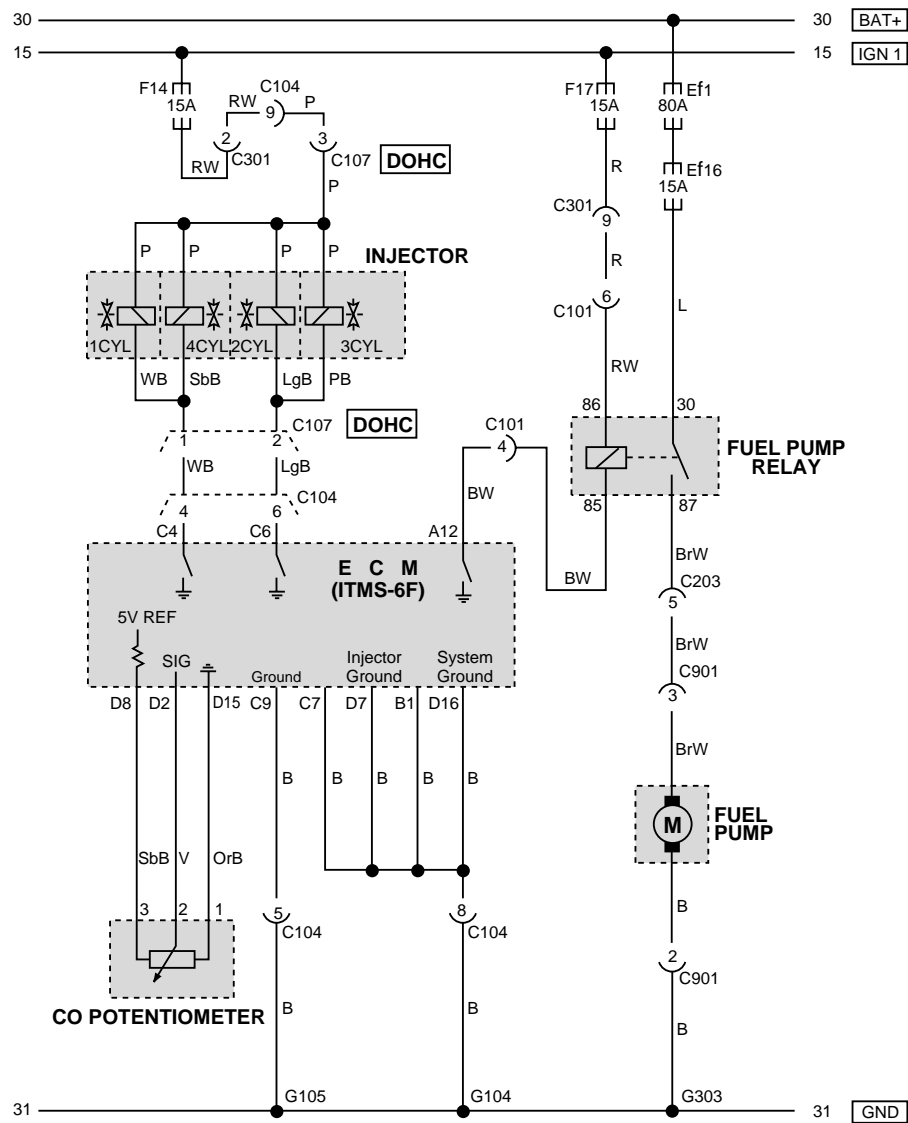 30 30 BAT+
15 15 IGN 1
F14 15A
RW
C104
9
P
2
C301
RW
3
C107
DOHC
P
F17 15A
Ef1 80A
Ef16 15A
R
C301
9
R
6
C101
RW
L
P P P P
INJECTOR
1CYL 4CYL 2CYL 3CYL
WB SbB LgB PB
C107
DOHC
1 2
WB LgB
C104
4 6
C4 C6 A12
C101
4
BW
BW
86 30
FUEL PUMP
RELAY
85 87
BrW
C203
5
BrW
C901
3
BrW
E C M
(ITMS-6F)
5V REF
SIG
Ground
Injector
Ground
System
Ground
D8 D2 D15 C9 C7 D7 B1 D16
B B B B B
SbB V OrB
3 2 1
CO POTENTIOMETER
5
C104
B
8
C104
B
M
FUEL
PUMP
B
2
C901
B
G105 G104 G303
31 31 GND